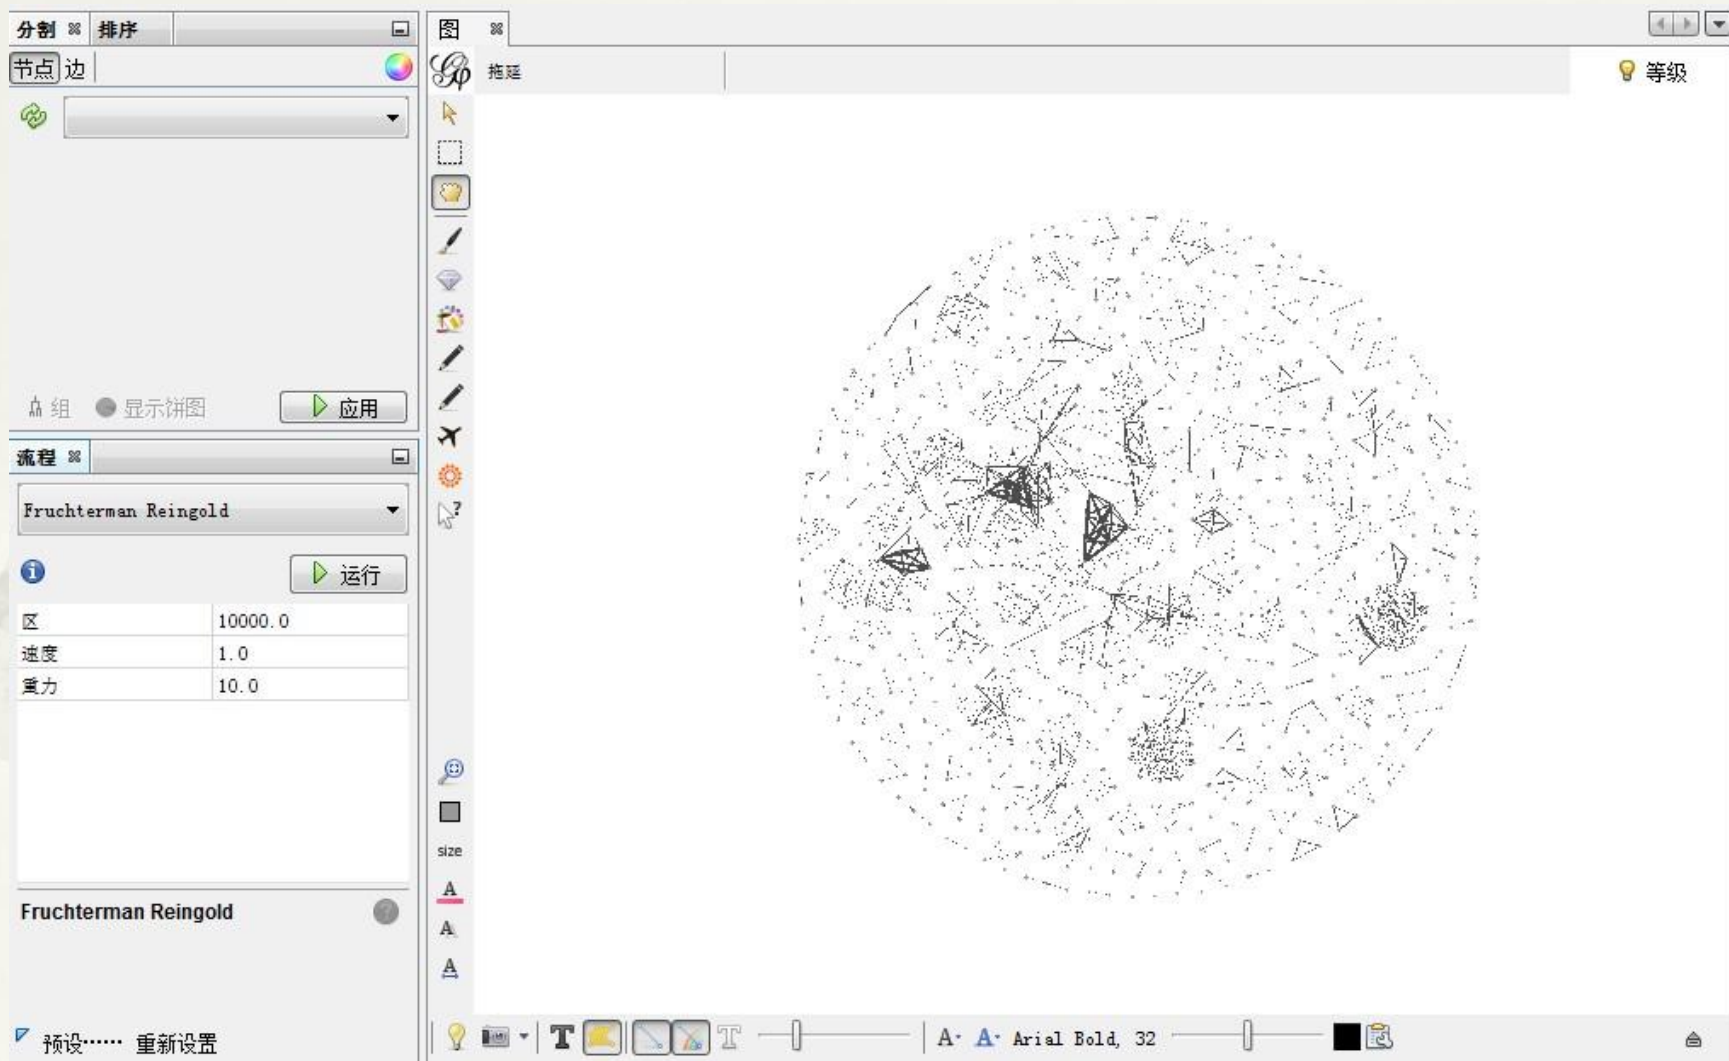 分割 排序
节点 边
组 显示饼图 应用
流程
Fruchterman Reingold
运行
区 10000.0
速度 1.0
重力 10.0
Fruchterman Reingold
预设…… 重新设置
图
拖延
等级
size
A
A
A
T T A A Arial Bold, 32